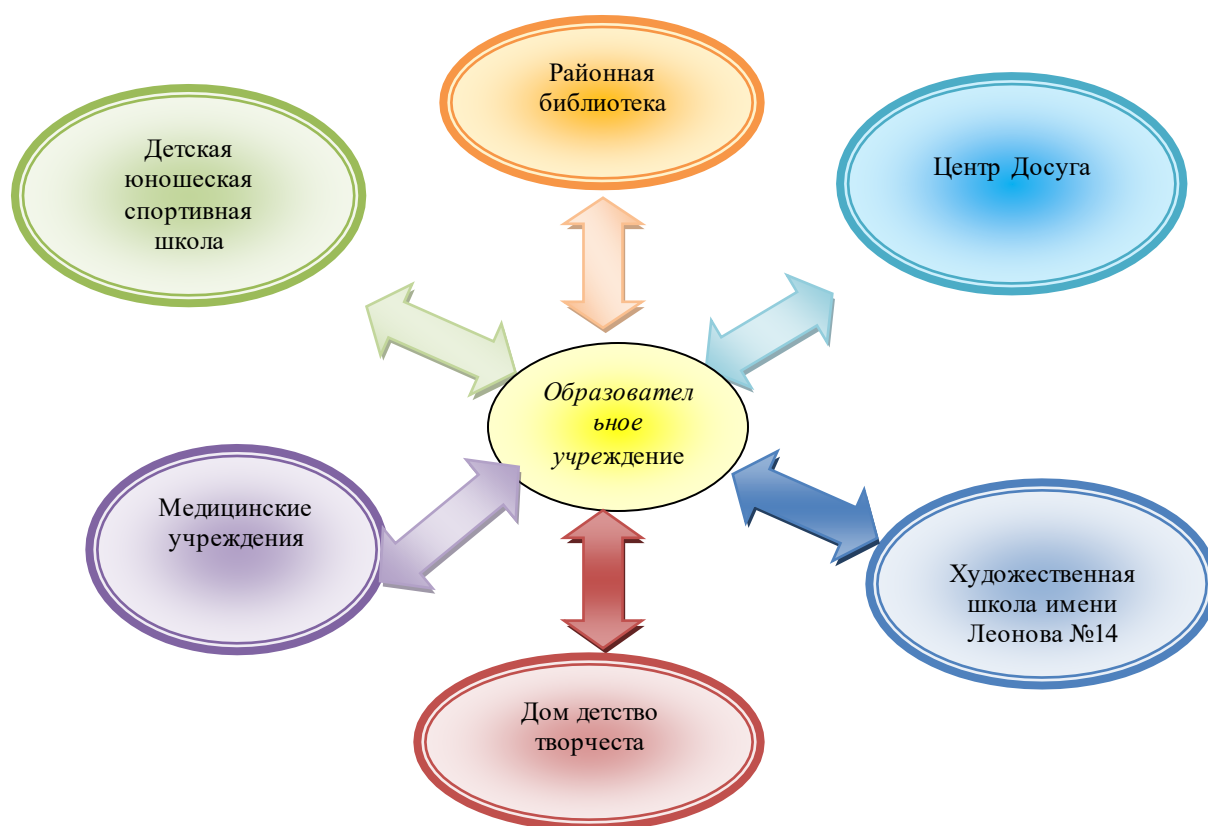 Районная
библиотека
Детская
юношеская
спортивная
школа
Центр Досуга
Образовател
ьное
учреждение
Медицинские
учреждения
Художественная
школа имени
Леонова №14
Дом детство
творчеста